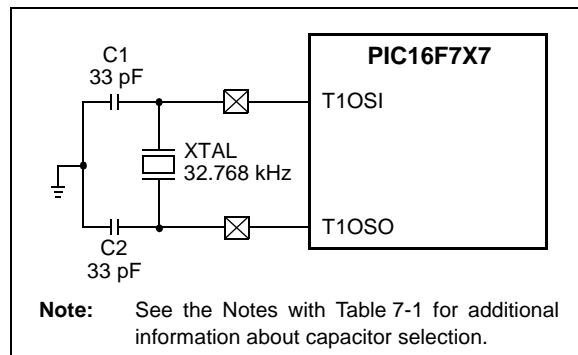 C1
33 pF
PIC16F7X7
T1OSI
XTAL
32.768 kHz
T1OSO
C2
33 pF
Note: See the Notes with Table 7-1 for additional
information about capacitor selection.